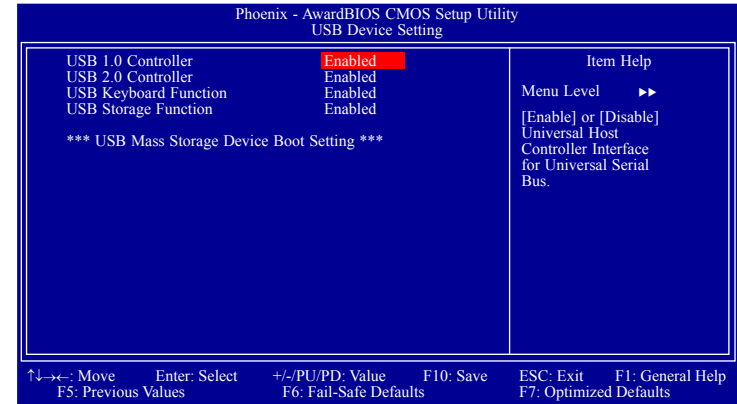 Phoenix - AwardBIOS CMOS Setup Utility
USB Device Setting
USB 1.0 Controller Enabled
USB 2.0 Controller Enabled
USB Keyboard Function Enabled
USB Storage Function Enabled
*** USB Mass Storage Device Boot Setting ***
Item Help
Menu Level ▸▸
[Enable] or [Disable]
Universal Host
Controller Interface
for Universal Serial
Bus.
↑↓→←: Move Enter: Select +/-/PU/PD: Value F10: Save ESC: Exit F1: General Help
F5: Previous Values F6: Fail-Safe Defaults F7: Optimized Defaults